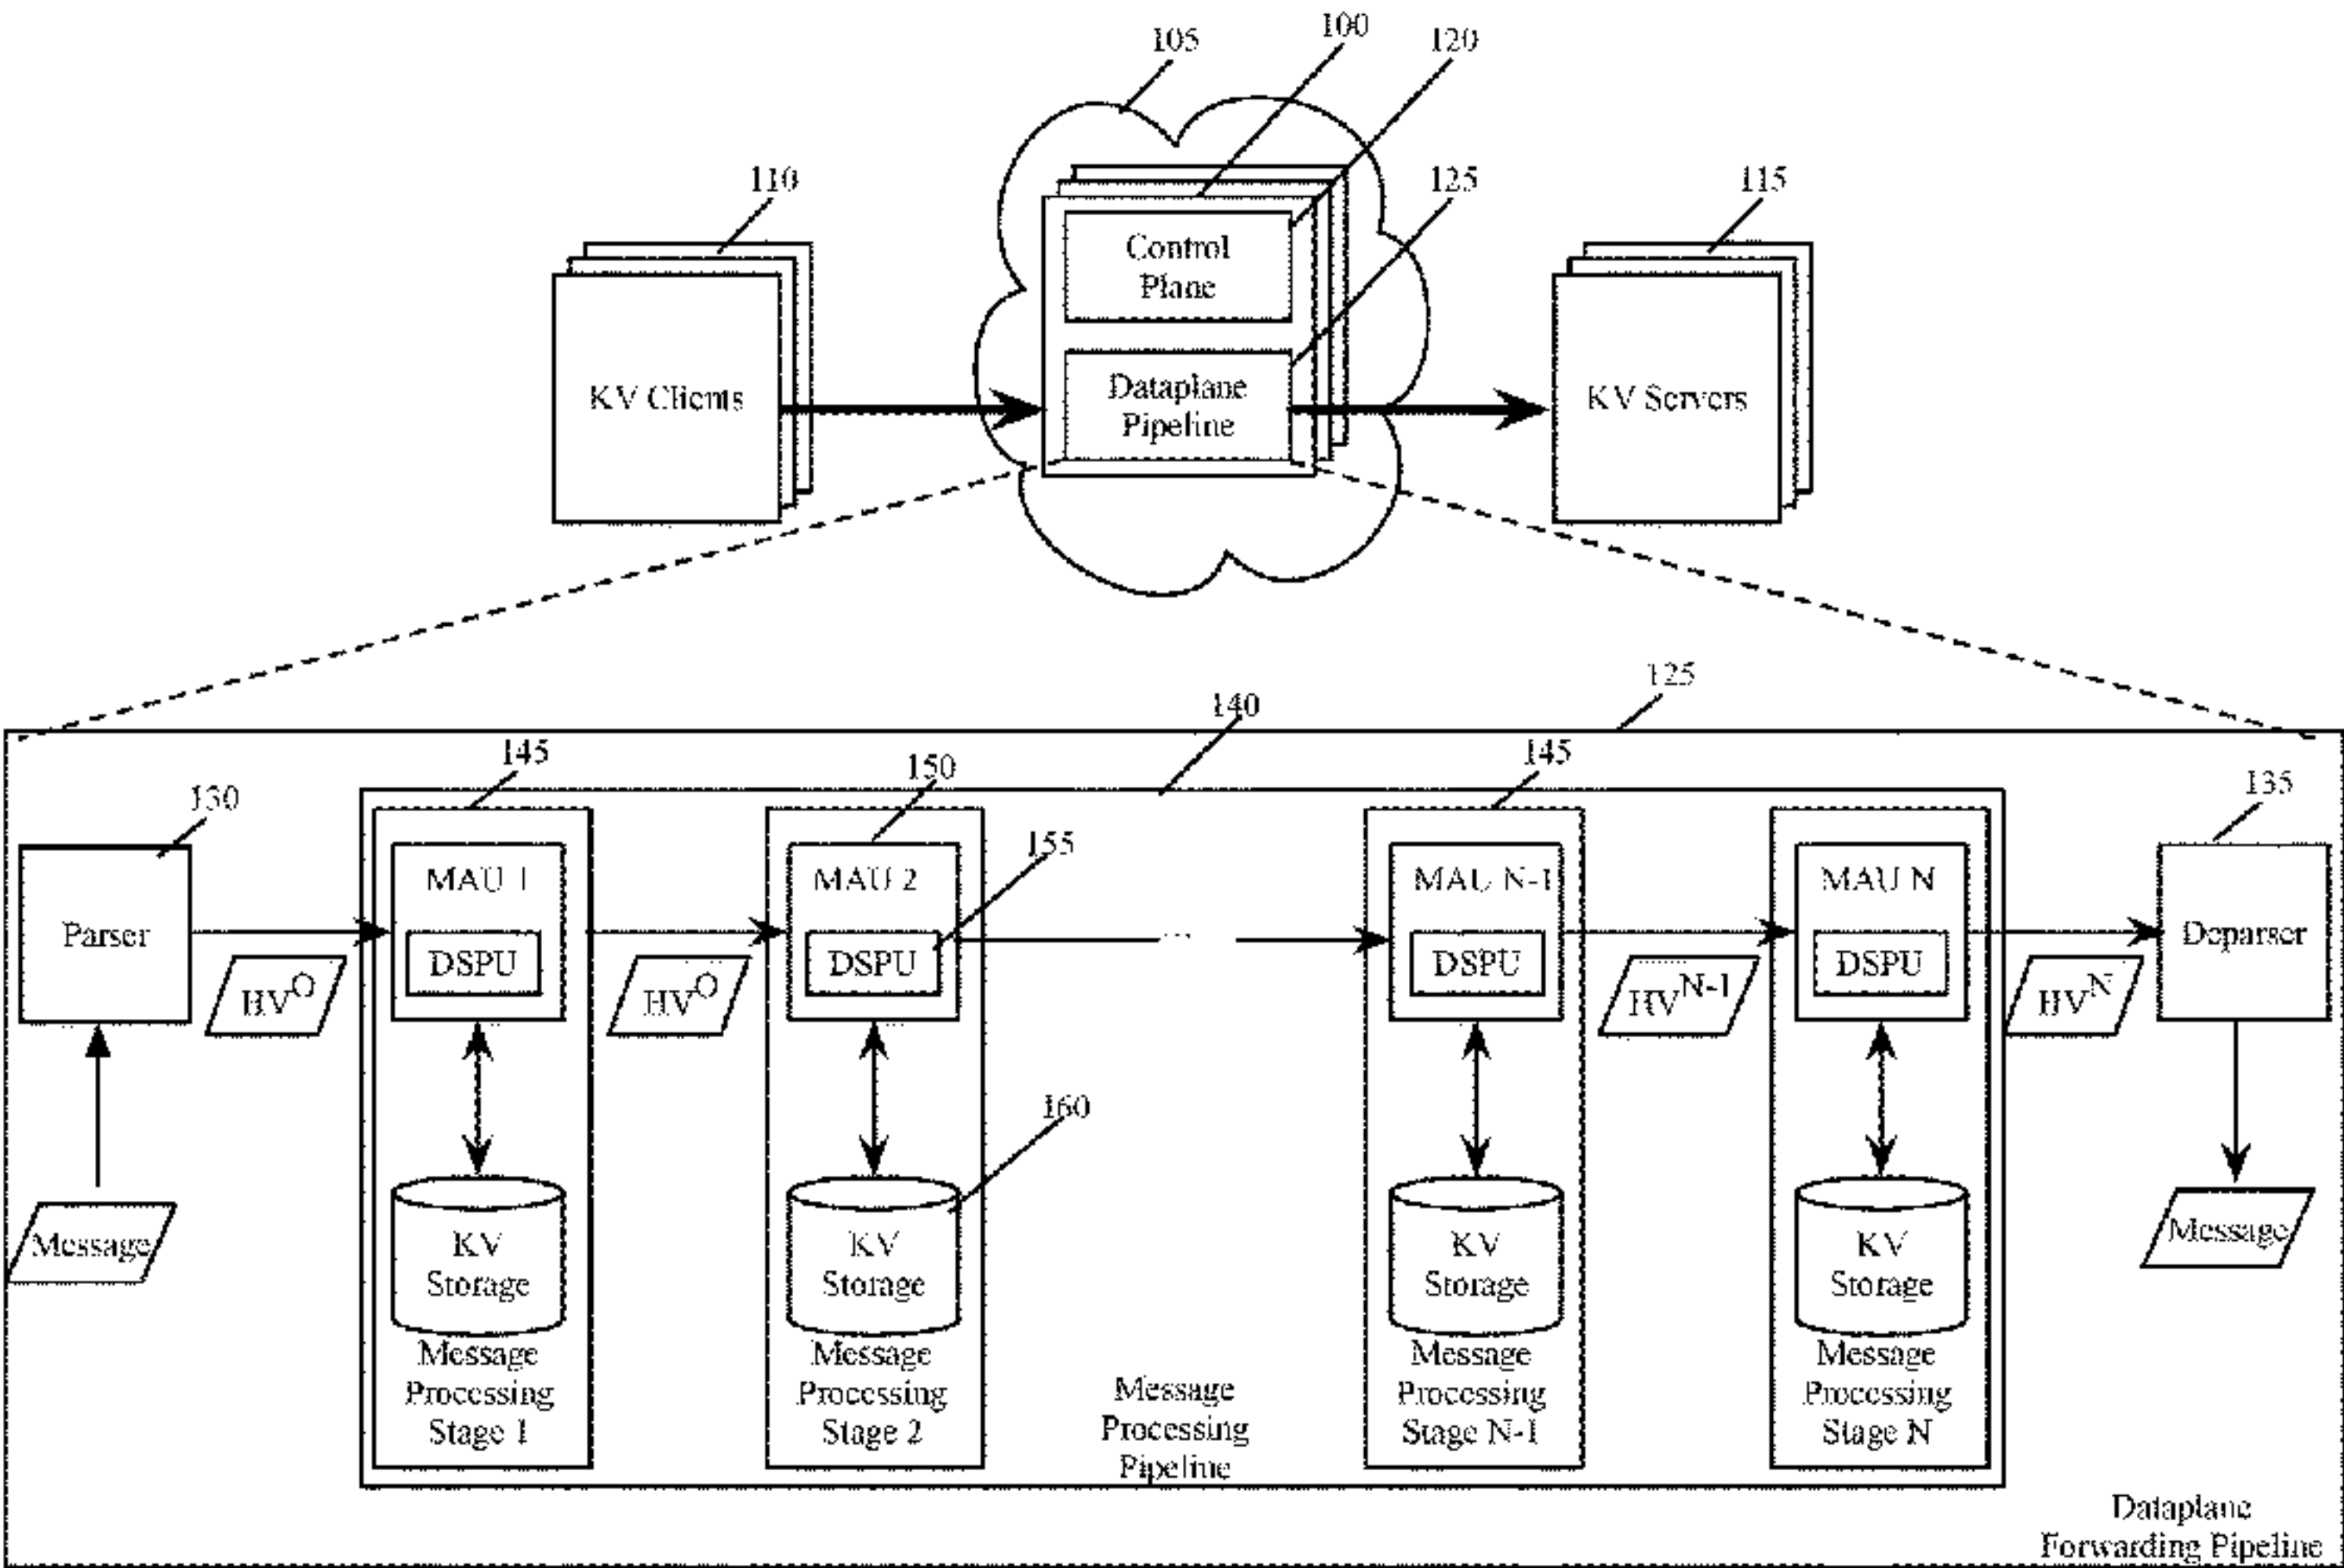 105
100
120
110
125
115
Control
Plane
KV Clients
Dataplane
Pipeline
KV Servers
125
140
145
150
145
135
130
155
MAU 1
MAU 2
MAU N-1
MAU N
Parser
DSPU
DSPU
...
DSPU
DSPU
Deparser
HV^O
HV^O
HV^N-1
HV^N
160
Message
KV
Storage
KV
Storage
KV
Storage
KV
Storage
Message
Message
Processing
Stage 1
Message
Processing
Stage 2
Message
Processing
Pipeline
Message
Processing
Stage N-1
Message
Processing
Stage N
Dataplane
Forwarding Pipeline